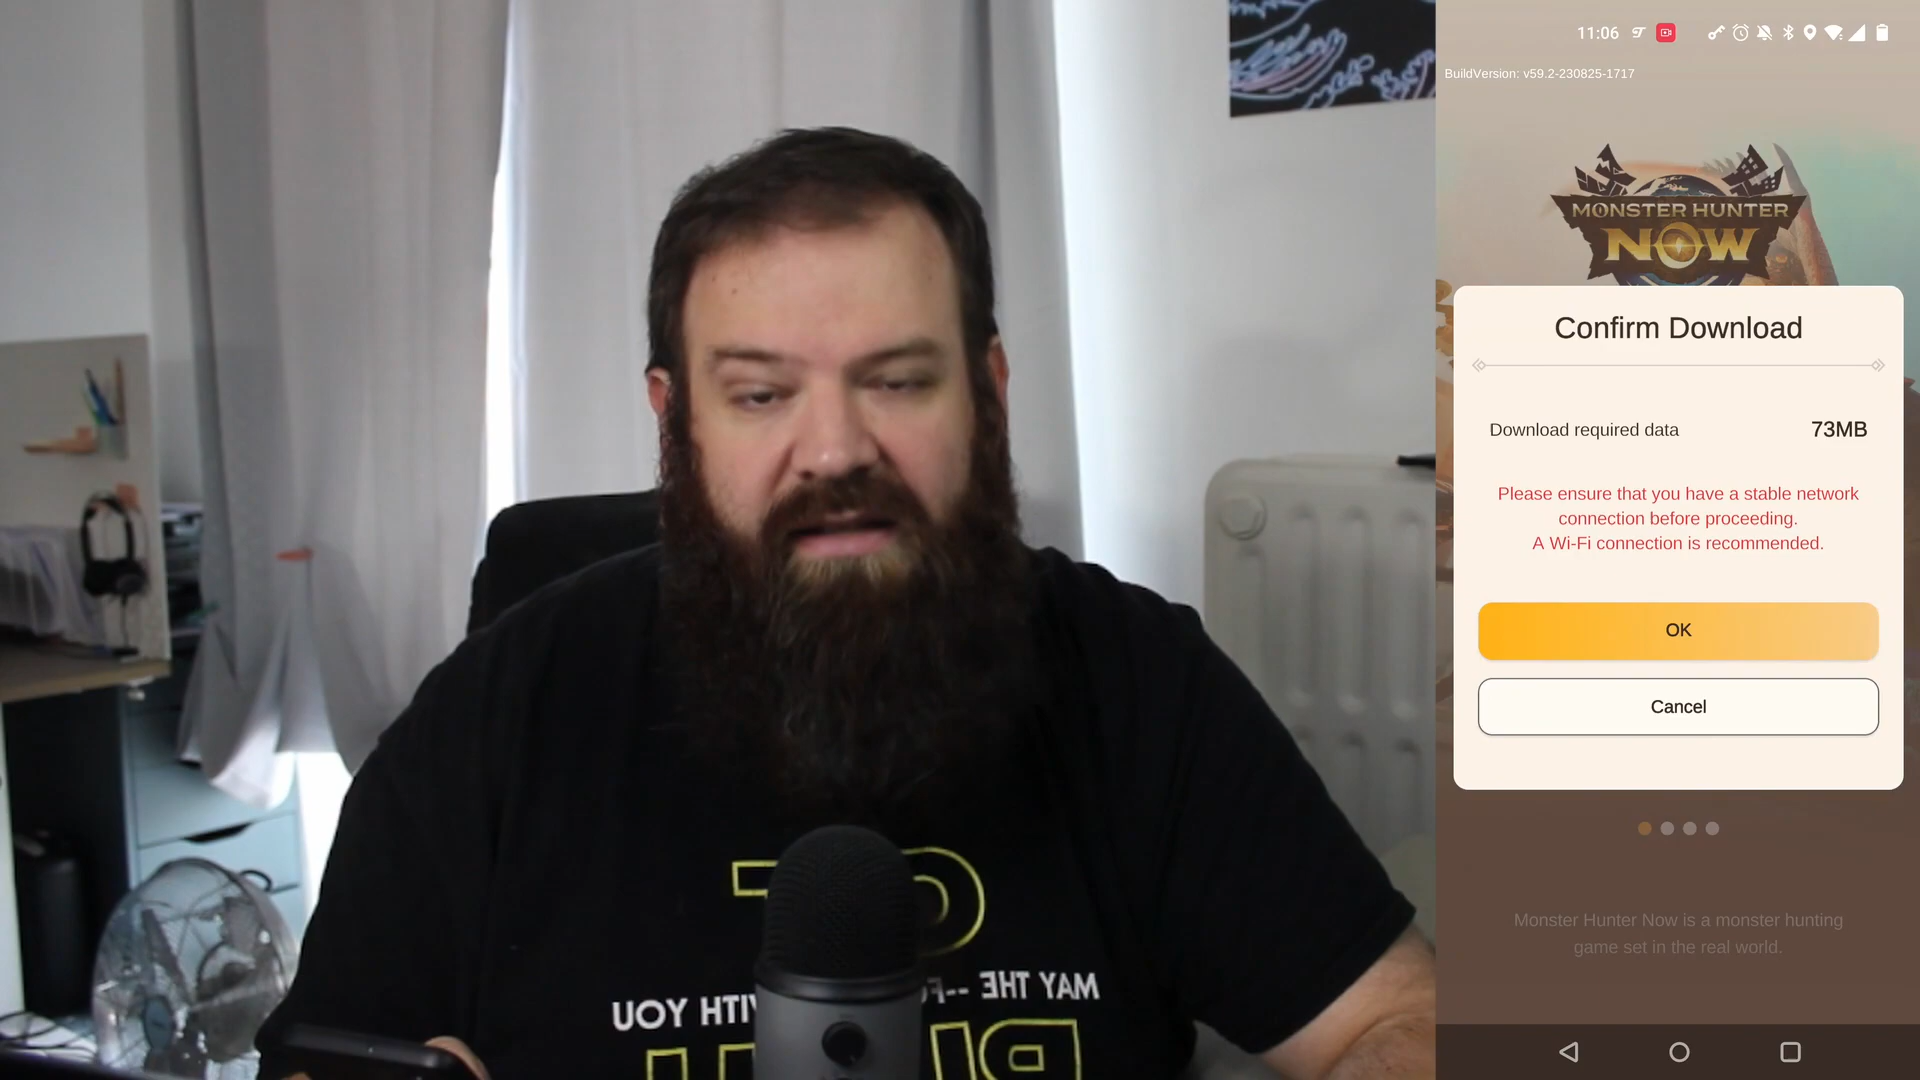 11:06
BuildVersion: v59.2-230825-1717
MONSTER HUNTER
NOW
Confirm Download
Download required data 73MB
Please ensure that you have a stable network
connection before proceeding.
A Wi-Fi connection is recommended.
OK
Cancel
Monster Hunter Now is a monster hunting
game set in the real world.
MAY THE
YOU